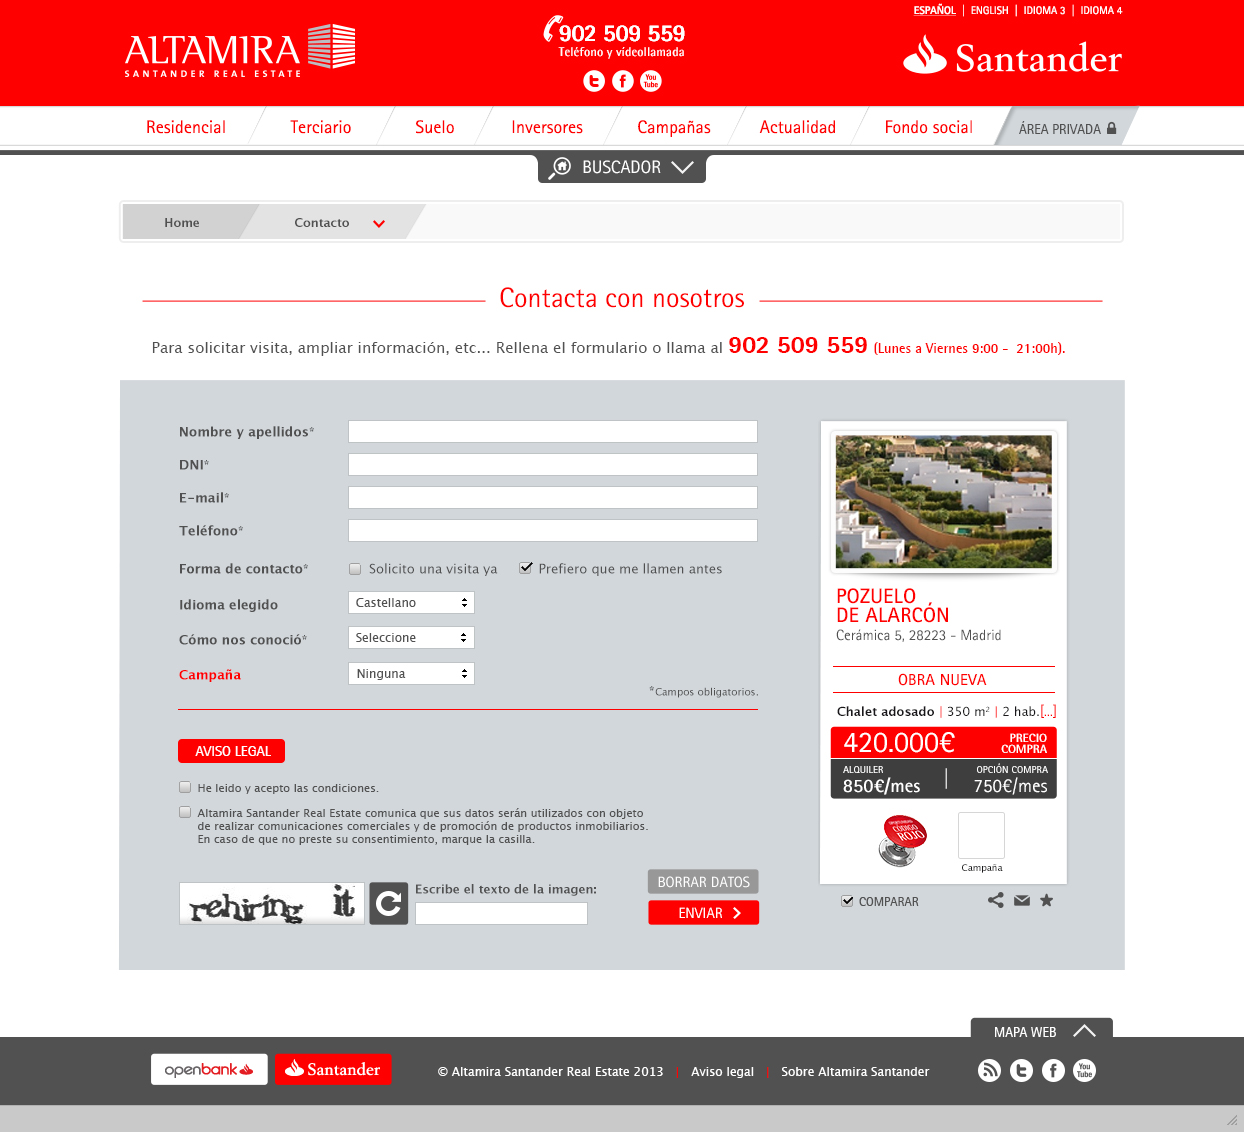 ESPAÑOL | ENGLISH | IDIOMA 3 | IDIOMA 4
ALTAMIRA
SANTANDER REAL ESTATE
902 509 559
Teléfono y vídeollamada
You Tube
Santander
Residencial
Terciario
Suelo
Inversores
Campañas
Actualidad
Fondo social
ÁREA PRIVADA
BUSCADOR
Home
Contacto
Contacta con nosotros
Para solicitar visita, ampliar información, etc... Rellena el formulario o llama al 902 509 559 (Lunes a Viernes 9:00 - 21:00h).
Nombre y apellidos*
DNI*
E-mail*
Teléfono*
Forma de contacto*
Solicito una visita ya
Prefiero que me llamen antes
Idioma elegido
Castellano
Cómo nos conoció*
Seleccione
Campaña
Ninguna
*Campos obligatorios.
AVISO LEGAL
He leido y acepto las condiciones.
Altamira Santander Real Estate comunica que sus datos serán utilizados con objeto
de realizar comunicaciones comerciales y de promoción de productos inmobiliarios.
En caso de que no preste su consentimiento, marque la casilla.
rehiring it
Escribe el texto de la imagen:
BORRAR DATOS
ENVIAR
POZUELO
DE ALARCÓN
Cerámica 5, 28223 - Madrid
OBRA NUEVA
Chalet adosado | 350 m² | 2 hab.[...]
420.000€
PRECIO
COMPRA
ALQUILER
850€/mes
OPCIÓN COMPRA
750€/mes
CÓDIGO
ROJO
Campaña
COMPARAR
MAPA WEB
openbank
Santander
© Altamira Santander Real Estate 2013 | Aviso legal | Sobre Altamira Santander
You Tube